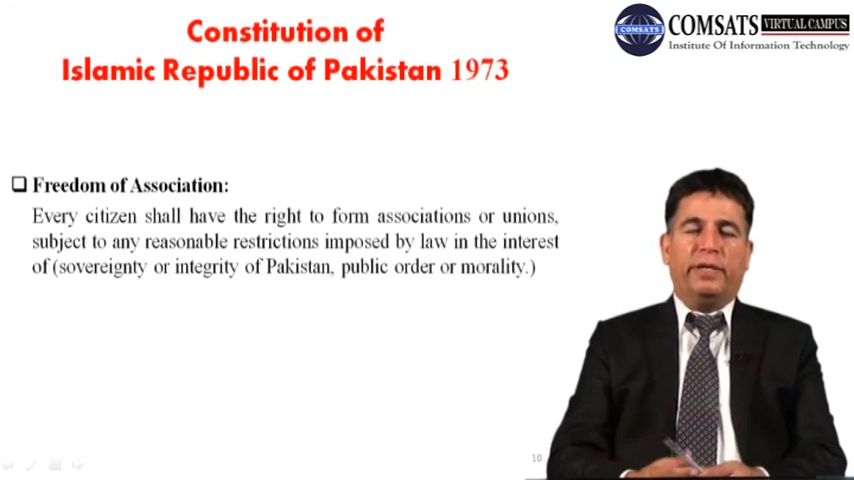 Constitution of
Islamic Republic of Pakistan 1973
COMSATS
COMSATS VIRTUAL CAMPUS
Institute Of Information Technology
❑ Freedom of Association:
Every citizen shall have the right to form associations or unions,
subject to any reasonable restrictions imposed by law in the interest
of (sovereignty or integrity of Pakistan, public order or morality.)
10